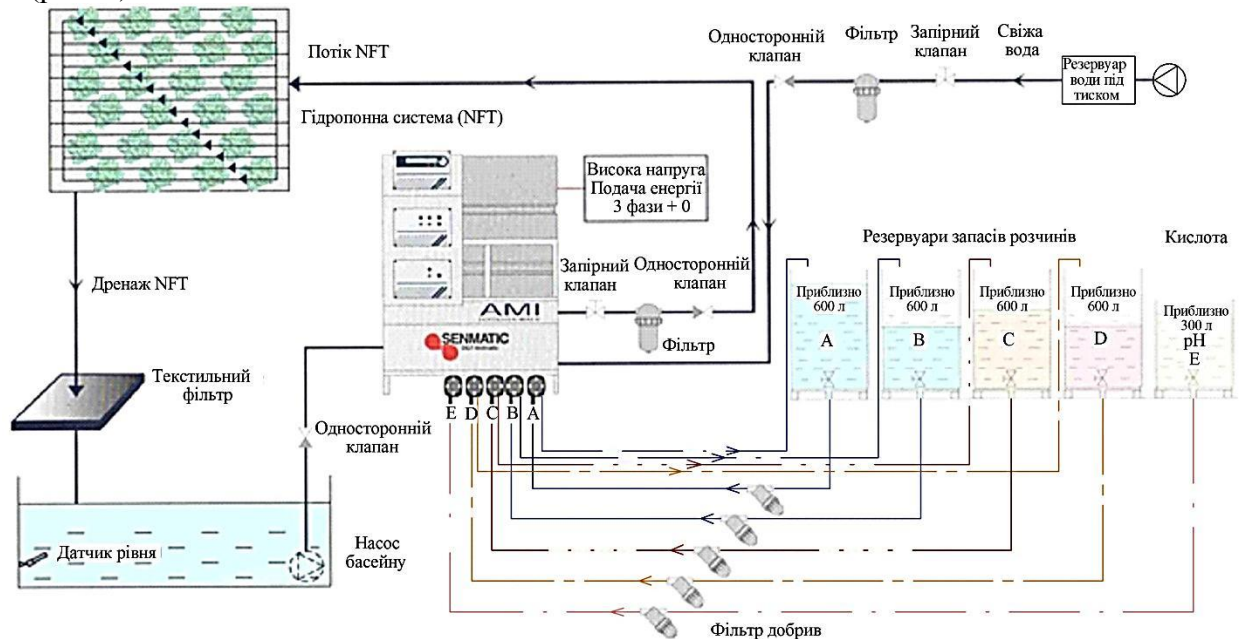 Потік NFT
Гідропонна система (NFT)
Односторонній
клапан
Фільтр
Запірний
клапан
Свіжа
вода
Резервуар
води під
тиском
Висока напруга
Подача енергії
3 фази + 0
Дренаж NFT
Запірний
клапан
Односторонній
клапан
Фільтр
AMI
SENMATIC
E D C B A
Резервуари запасів розчинів
Кислота
Приблизно
600 л
A
Приблизно
600 л
B
Приблизно
600 л
C
Приблизно
600 л
D
Приблизно
300 л
pH
E
Текстильний
фільтр
Односторонній
клапан
Датчик рівня
Насос
басейну
Фільтр добрив